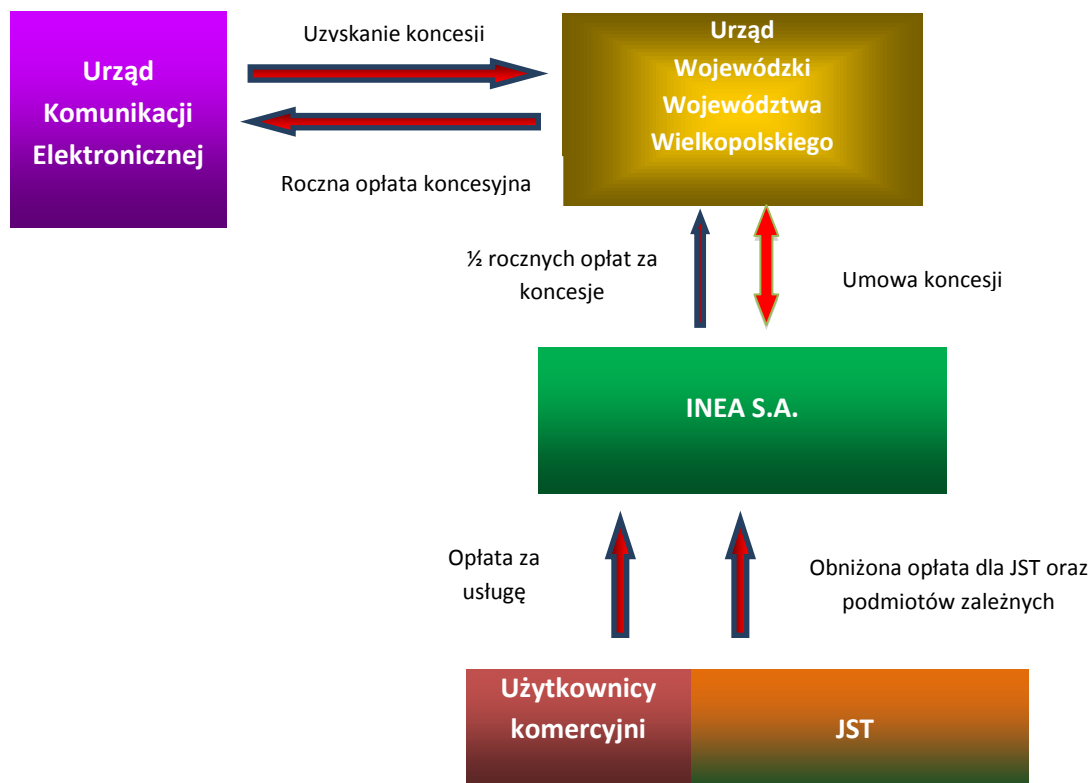 Urząd
Komunikacji
Elektronicznej
Uzyskanie koncesji
Roczna opłata koncesyjna
Urząd
Wojewódzki
Województwa
Wielkopolskiego
½ rocznych opłat za
koncesje
Umowa koncesji
INEA S.A.
Opłata za
usługę
Obniżona opłata dla JST oraz
podmiotów zależnych
Użytkownicy
komercyjni
JST